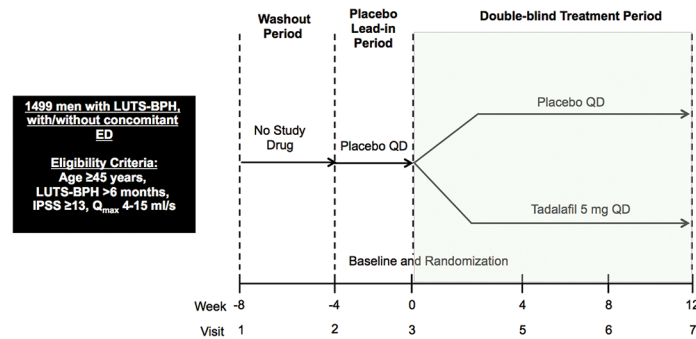 Washout
Period
Placebo
Lead-in
Period
Double-blind Treatment Period
1499 men with LUTS-BPH,
with/without concomitant
ED
Eligibility Criteria:
Age ≥45 years,
LUTS-BPH >6 months,
IPSS ≥13, Qmax 4-15 ml/s
No Study
Drug
Placebo QD
Placebo QD
Tadalafil 5 mg QD
Baseline and Randomization
Week -8 -4 0 4 8 12
Visit 1 2 3 5 6 7